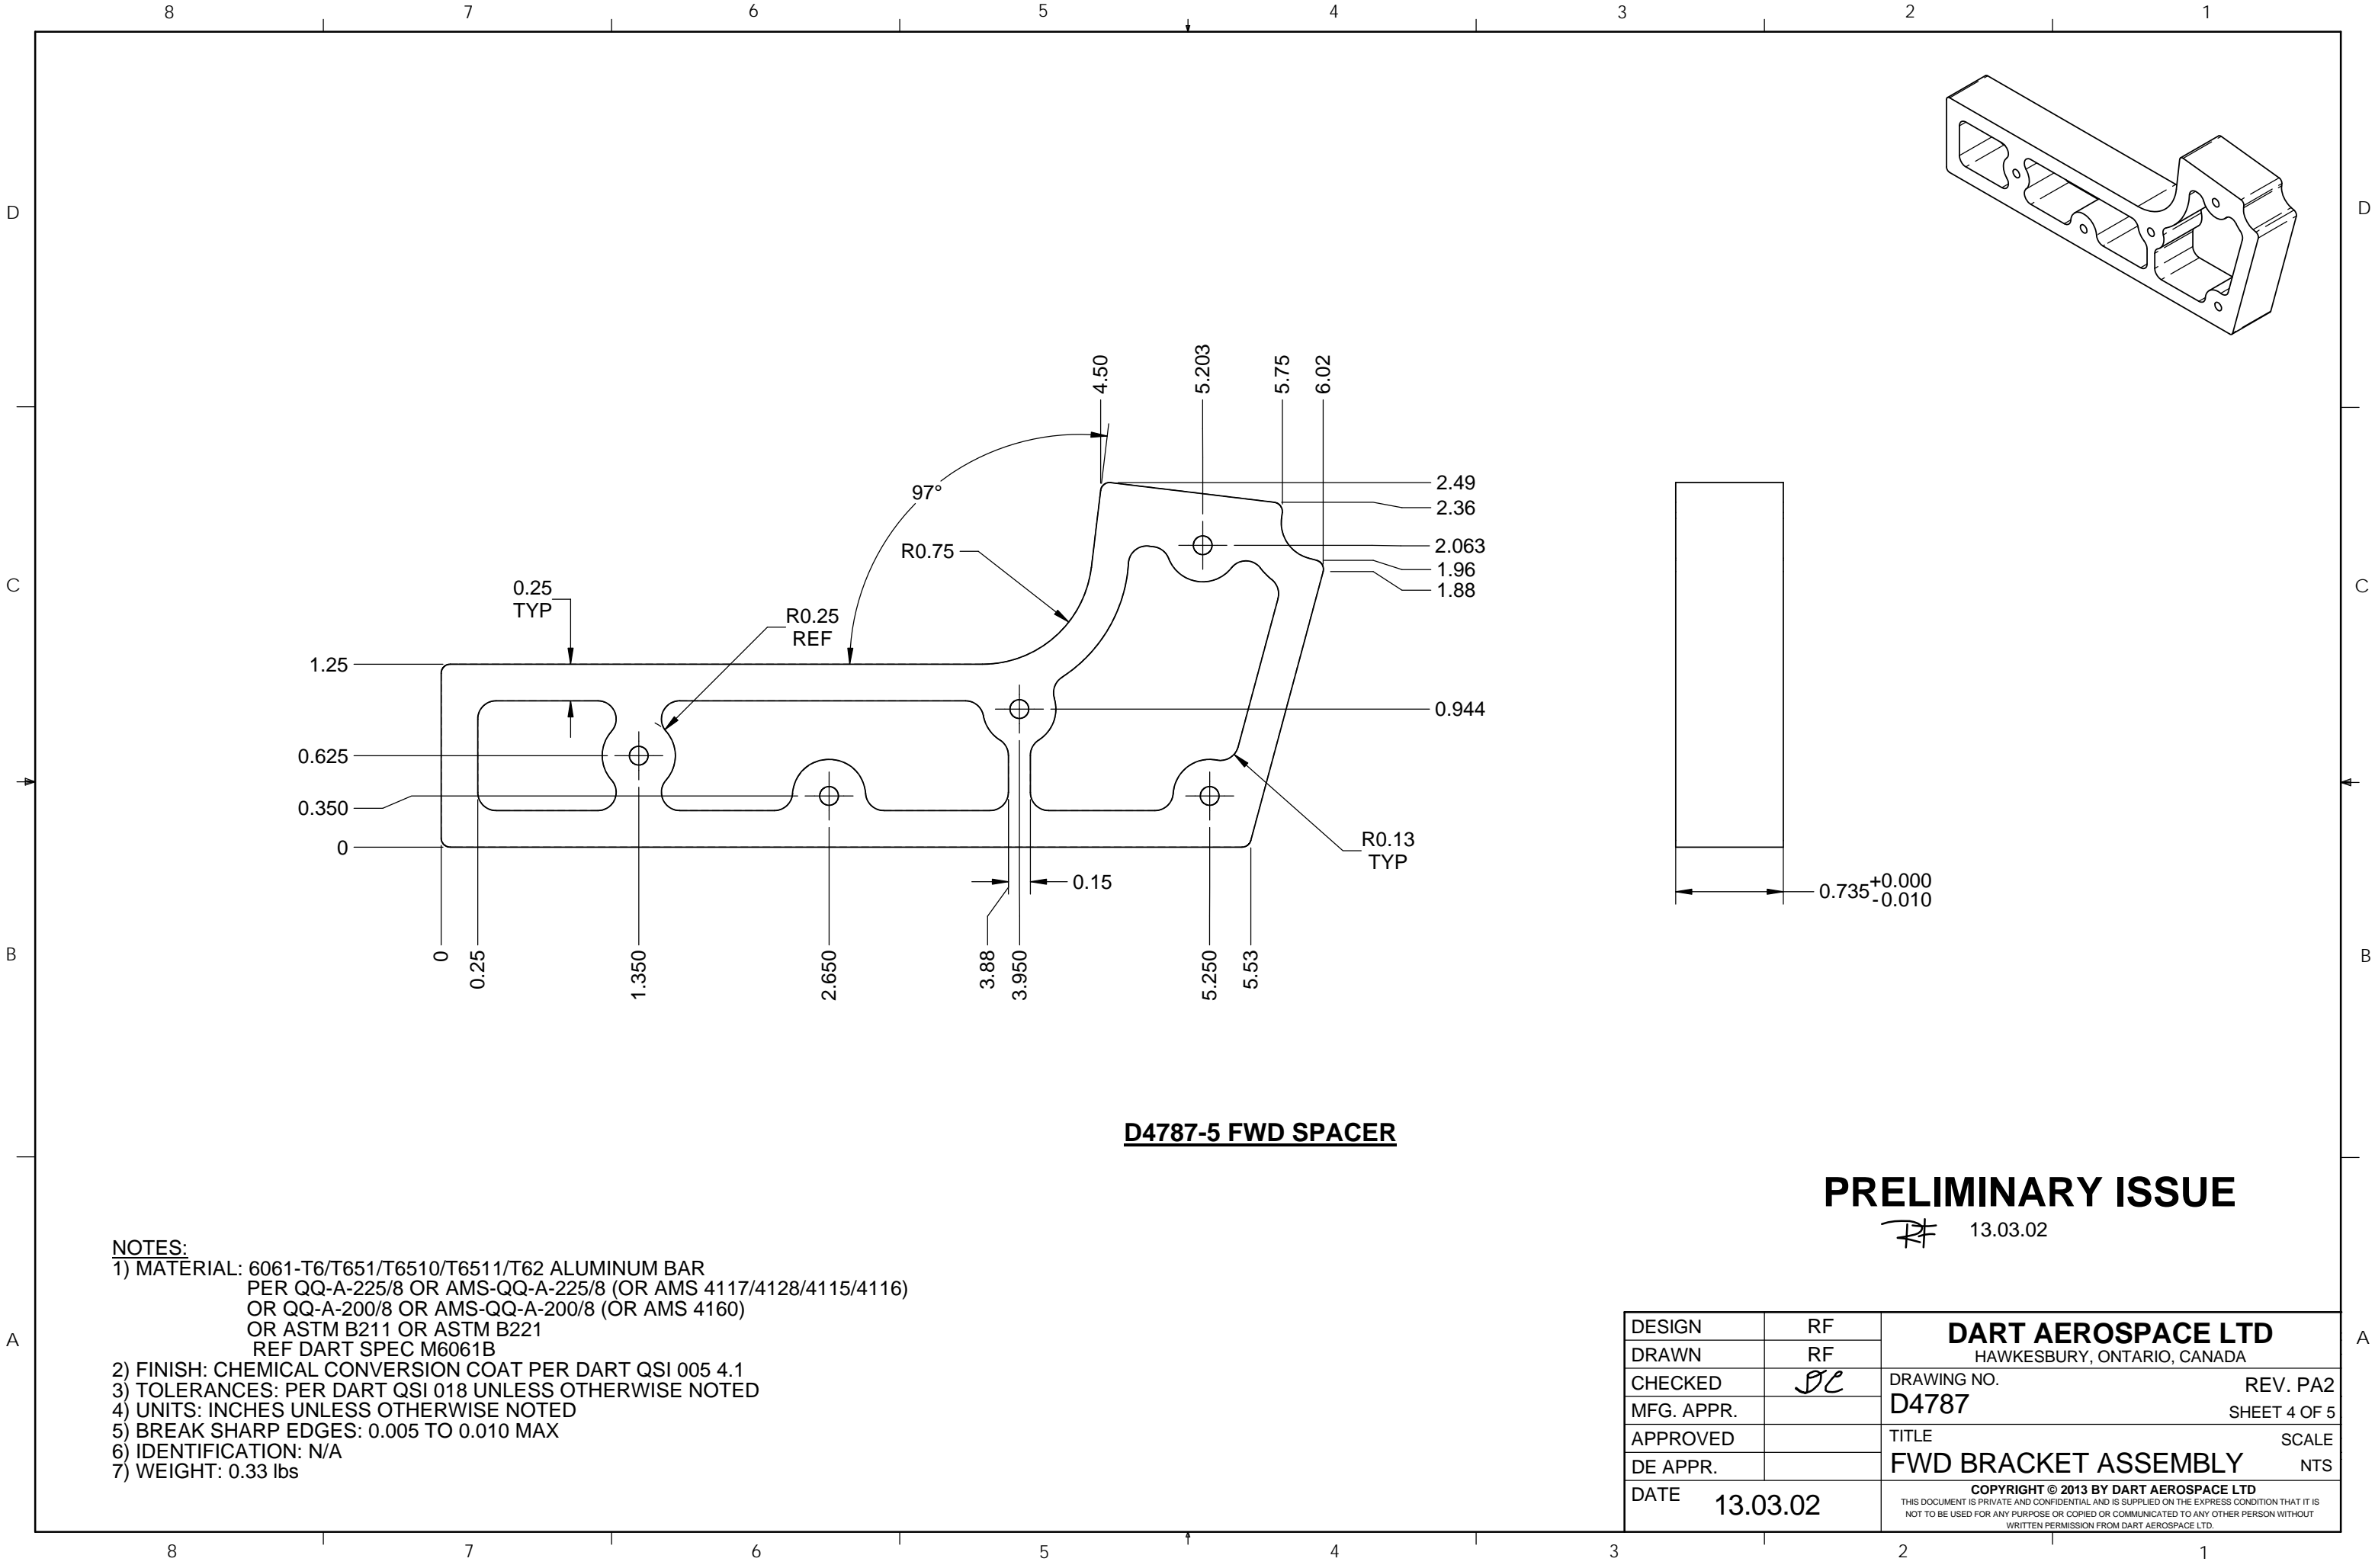 8 7 6 5 4 3 2 1
D D
4.50
5.203
5.75
6.02
97°
2.49
2.36
R0.75
2.063
1.96
1.88
C C
0.25
TYP
R0.25
REF
1.25
0.944
0.625
0.350
0
R0.13
TYP
0.15
0.735 +0.000
-0.010
B B
0
0.25
1.350
2.650
3.88
3.950
5.250
5.53
D4787-5 FWD SPACER
PRELIMINARY ISSUE
RF 13.03.02
NOTES:
1) MATERIAL: 6061-T6/T651/T6510/T6511/T62 ALUMINUM BAR
PER QQ-A-225/8 OR AMS-QQ-A-225/8 (OR AMS 4117/4128/4115/4116)
OR QQ-A-200/8 OR AMS-QQ-A-200/8 (OR AMS 4160)
OR ASTM B211 OR ASTM B221
REF DART SPEC M6061B
2) FINISH: CHEMICAL CONVERSION COAT PER DART QSI 005 4.1
3) TOLERANCES: PER DART QSI 018 UNLESS OTHERWISE NOTED
4) UNITS: INCHES UNLESS OTHERWISE NOTED
5) BREAK SHARP EDGES: 0.005 TO 0.010 MAX
6) IDENTIFICATION: N/A
7) WEIGHT: 0.33 lbs
A A
DESIGN RF
DRAWN RF
CHECKED
MFG. APPR.
APPROVED
DE APPR.
DATE 13.03.02
DART AEROSPACE LTD
HAWKESBURY, ONTARIO, CANADA
DRAWING NO. REV. PA2
D4787 SHEET 4 OF 5
TITLE SCALE
FWD BRACKET ASSEMBLY NTS
COPYRIGHT © 2013 BY DART AEROSPACE LTD
THIS DOCUMENT IS PRIVATE AND CONFIDENTIAL AND IS SUPPLIED ON THE EXPRESS CONDITION THAT IT IS
NOT TO BE USED FOR ANY PURPOSE OR COPIED OR COMMUNICATED TO ANY OTHER PERSON WITHOUT
WRITTEN PERMISSION FROM DART AEROSPACE LTD.
8 7 6 5 4 3 2 1